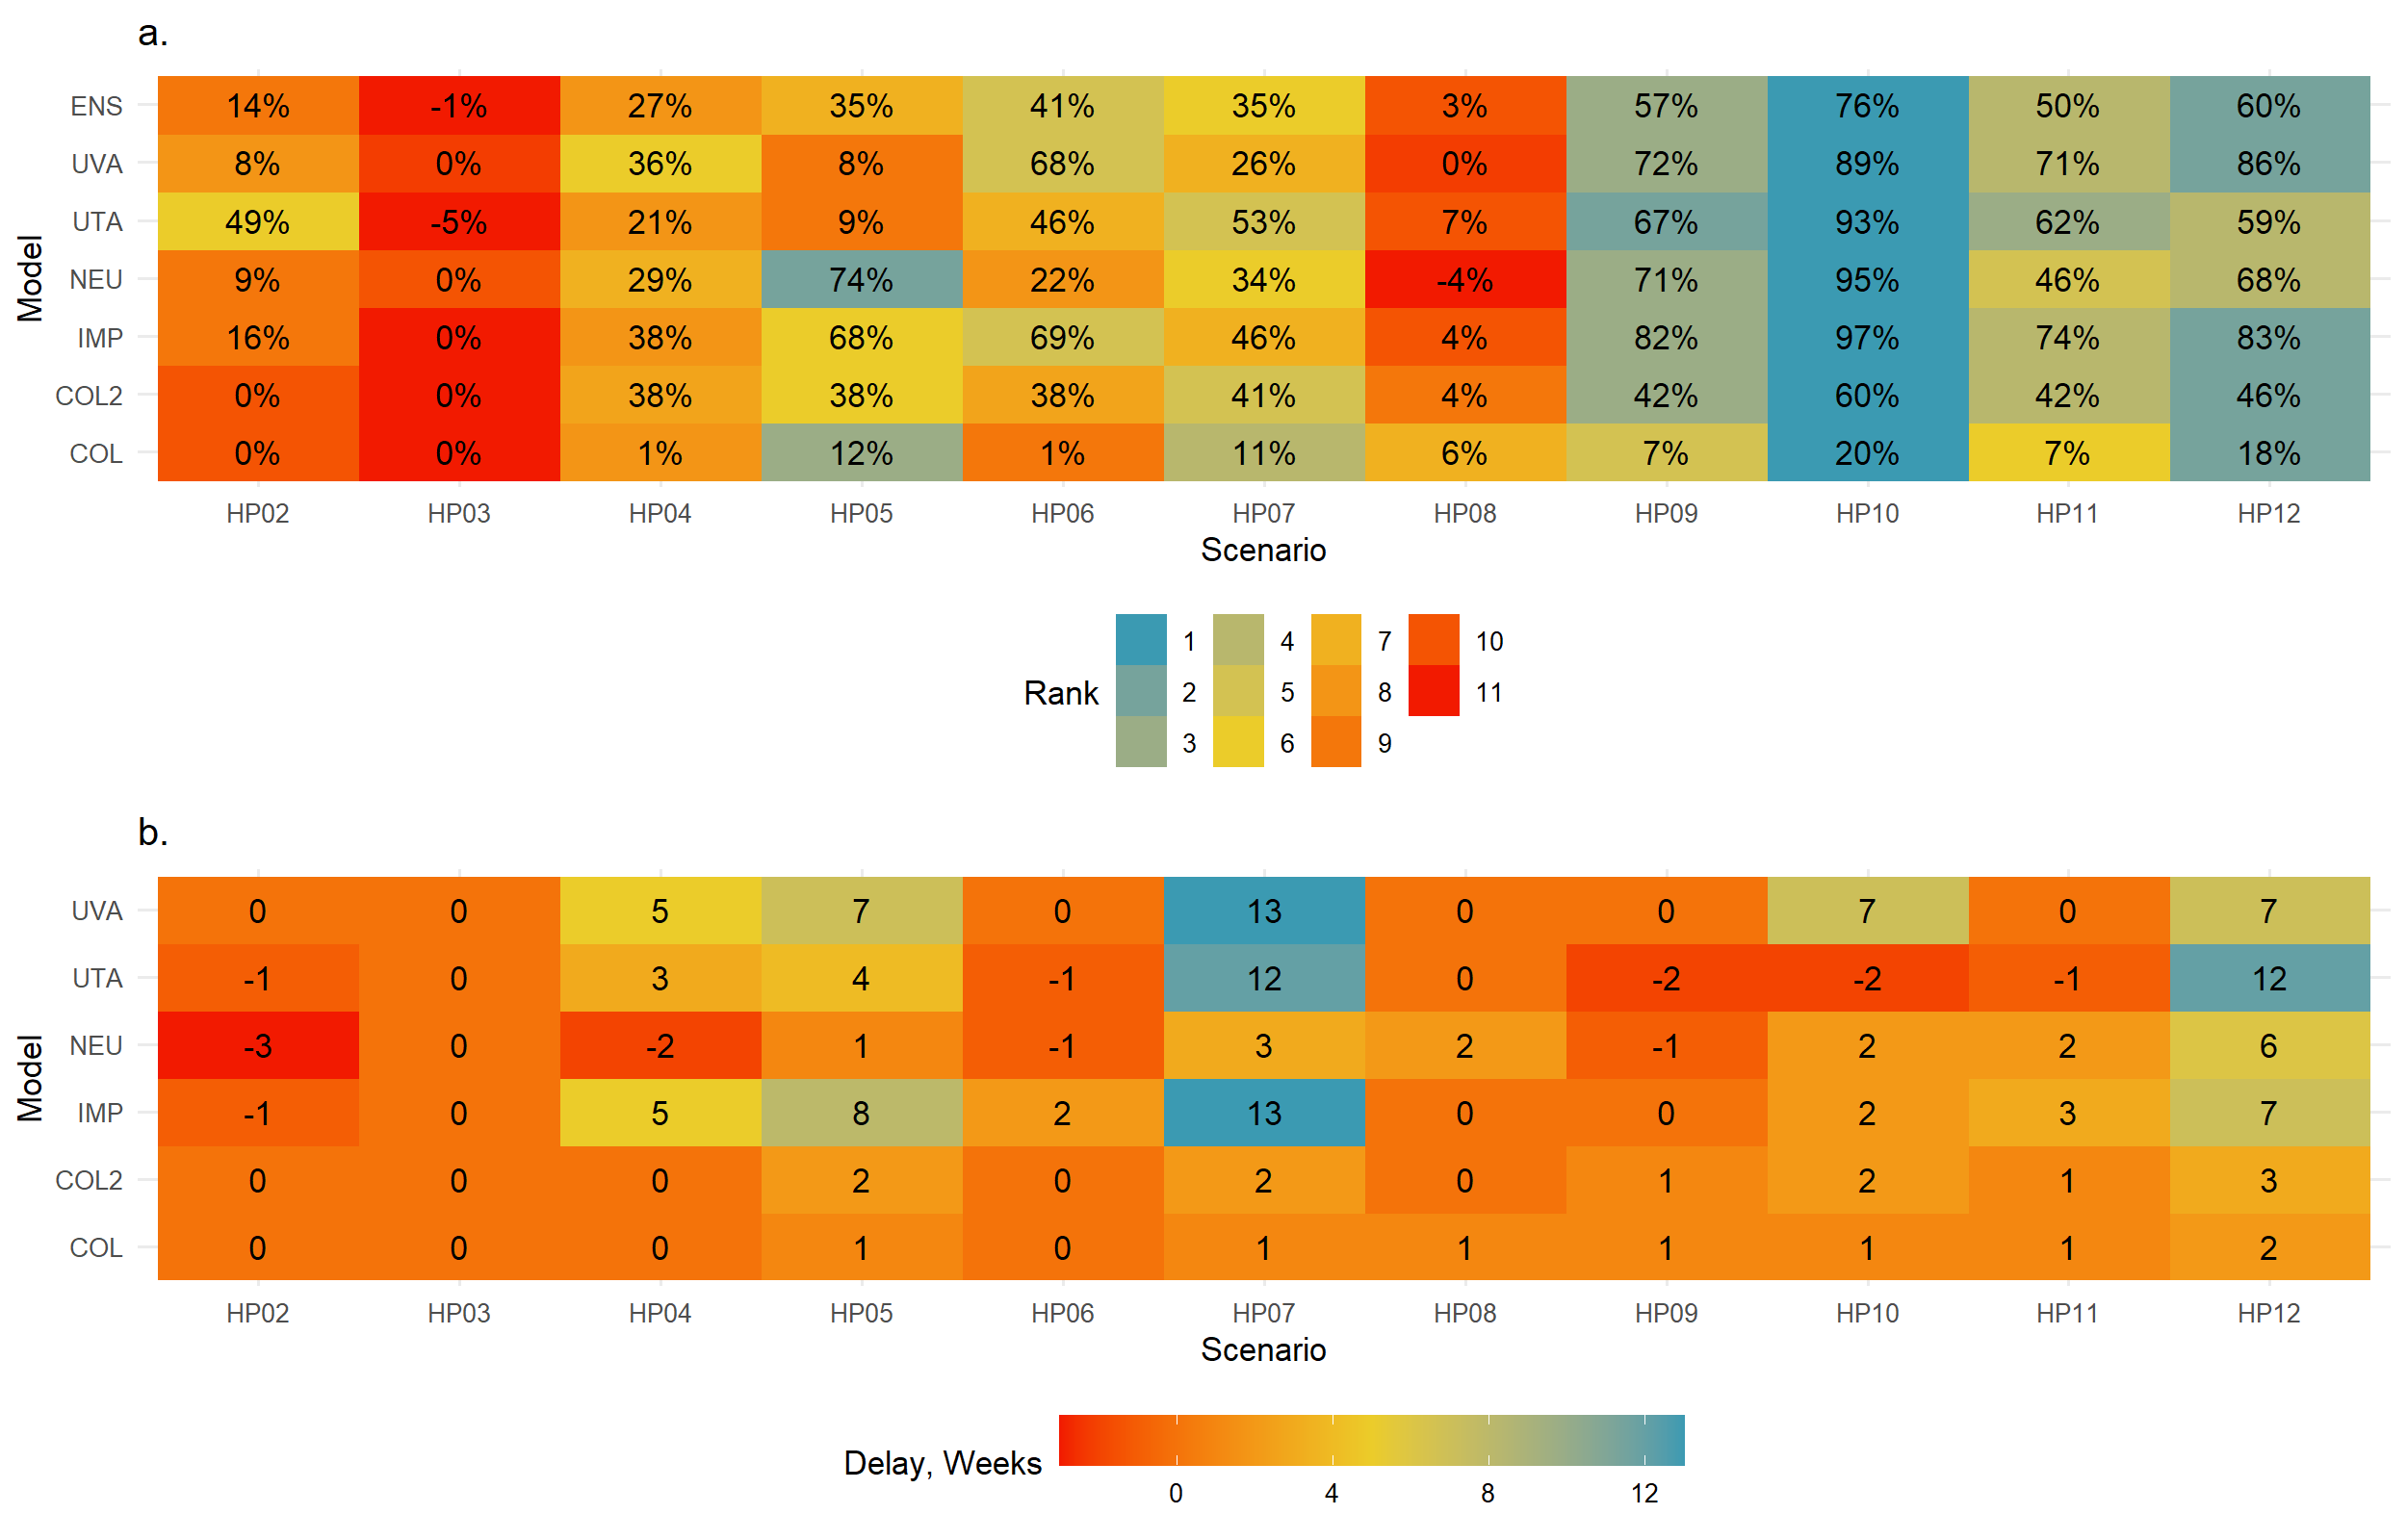 a.
Model
ENS 14% -1% 27% 35% 41% 35% 3% 57% 76% 50% 60%
UVA 8% 0% 36% 8% 68% 26% 0% 72% 89% 71% 86%
UTA 49% -5% 21% 9% 46% 53% 7% 67% 93% 62% 59%
NEU 9% 0% 29% 74% 22% 34% -4% 71% 95% 46% 68%
IMP 16% 0% 38% 68% 69% 46% 4% 82% 97% 74% 83%
COL2 0% 0% 38% 38% 38% 41% 4% 42% 60% 42% 46%
COL 0% 0% 1% 12% 1% 11% 6% 7% 20% 7% 18%
HP02 HP03 HP04 HP05 HP06 HP07 HP08 HP09 HP10 HP11 HP12
Scenario
Rank
1 4 7 10
2 5 8 11
3 6 9
b.
Model
UVA 0 0 5 7 0 13 0 0 7 0 7
UTA -1 0 3 4 -1 12 0 -2 -2 -1 12
NEU -3 0 -2 1 -1 3 2 -1 2 2 6
IMP -1 0 5 8 2 13 0 0 2 3 7
COL2 0 0 0 2 0 2 0 1 2 1 3
COL 0 0 0 1 0 1 1 1 1 1 2
HP02 HP03 HP04 HP05 HP06 HP07 HP08 HP09 HP10 HP11 HP12
Scenario
Delay, Weeks
0 4 8 12